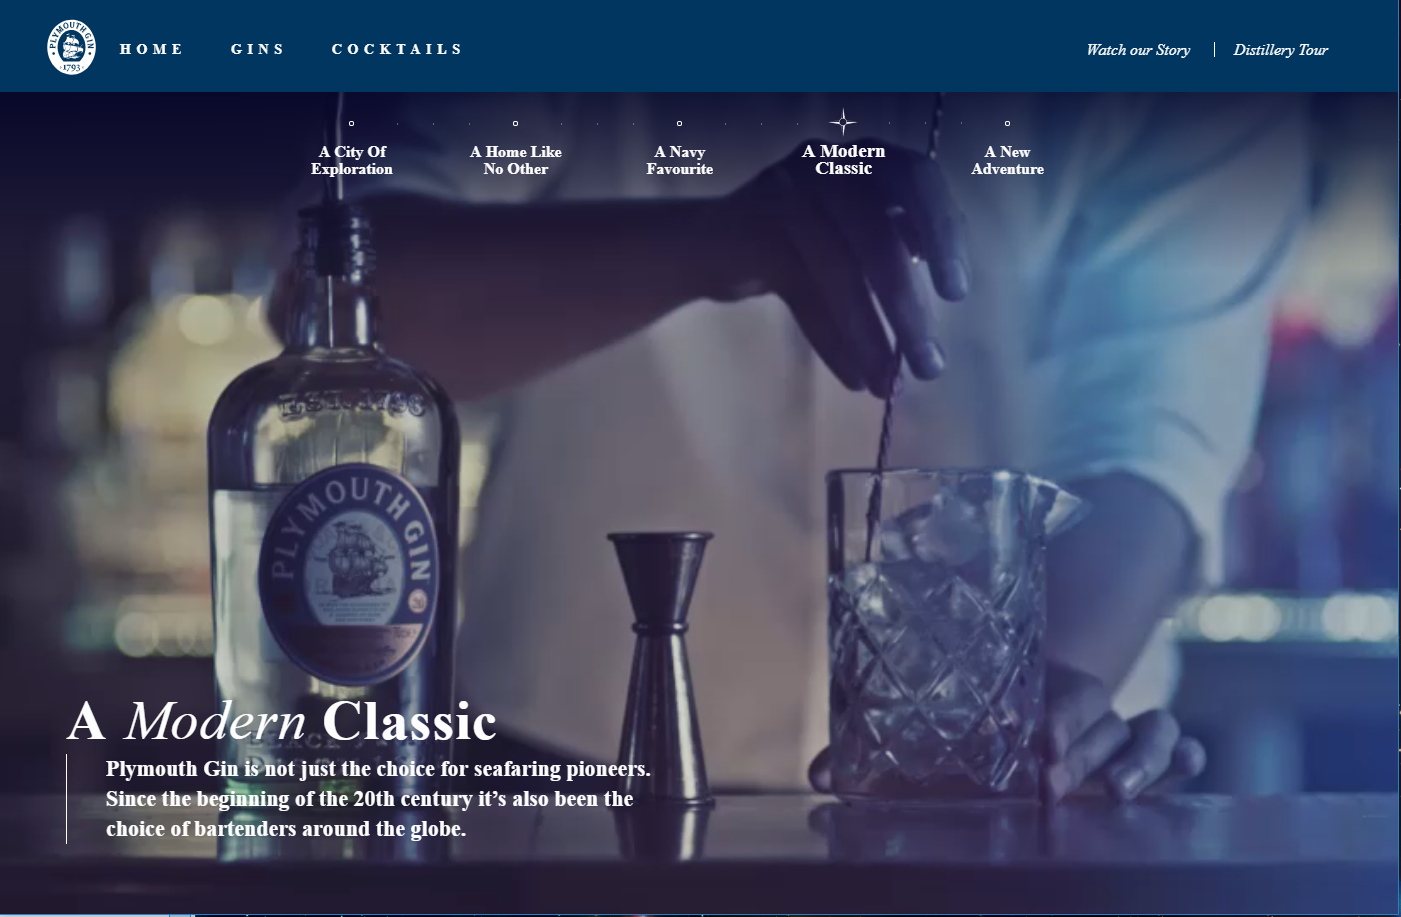 PLYMOUTH GIN
1793
HOME GINS COCKTAILS
Watch our Story | Distillery Tour
A City Of
Exploration
A Home Like
No Other
A Navy
Favourite
A Modern
Classic
A New
Adventure
PLYMOUTH GIN
A Modern Classic
Plymouth Gin is not just the choice for seafaring pioneers.
Since the beginning of the 20th century it’s also been the
choice of bartenders around the globe.